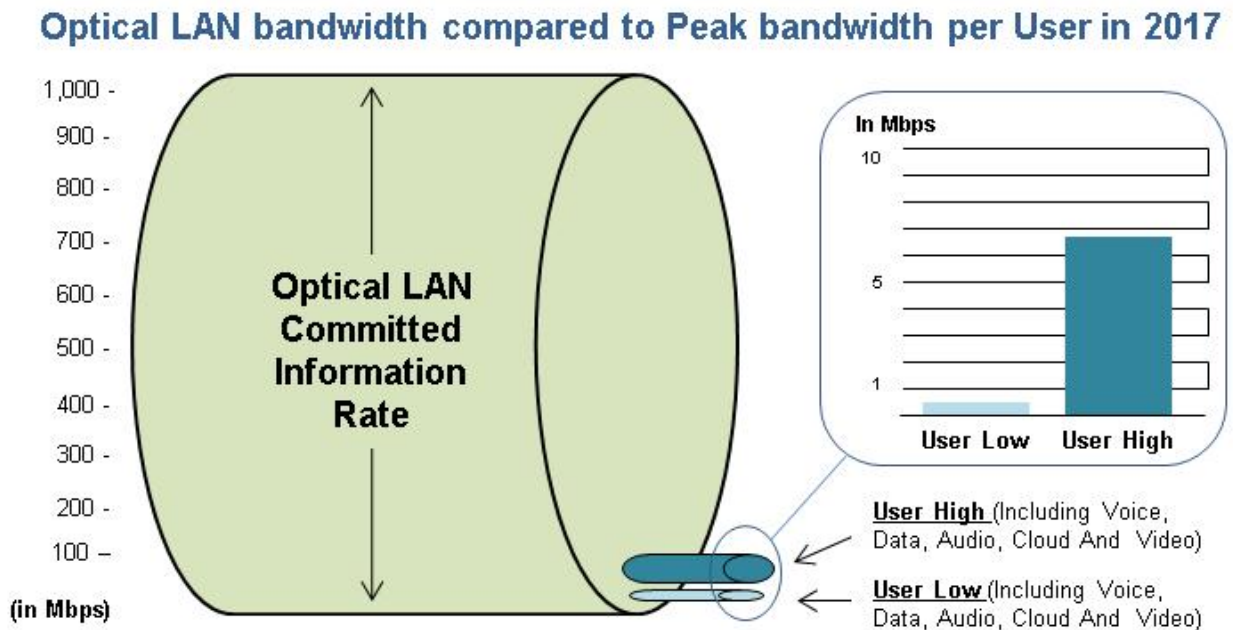 Optical LAN bandwidth compared to Peak bandwidth per User in 2017
1,000 -
900 -
800 -
700 -
600 -
500 -
400 -
300 -
200 -
100 –
(in Mbps)
Optical LAN
Committed
Information
Rate
In Mbps
10
5
1
User Low
User High
User High (Including Voice,
Data, Audio, Cloud And Video)
User Low (Including Voice,
Data, Audio, Cloud And Video)